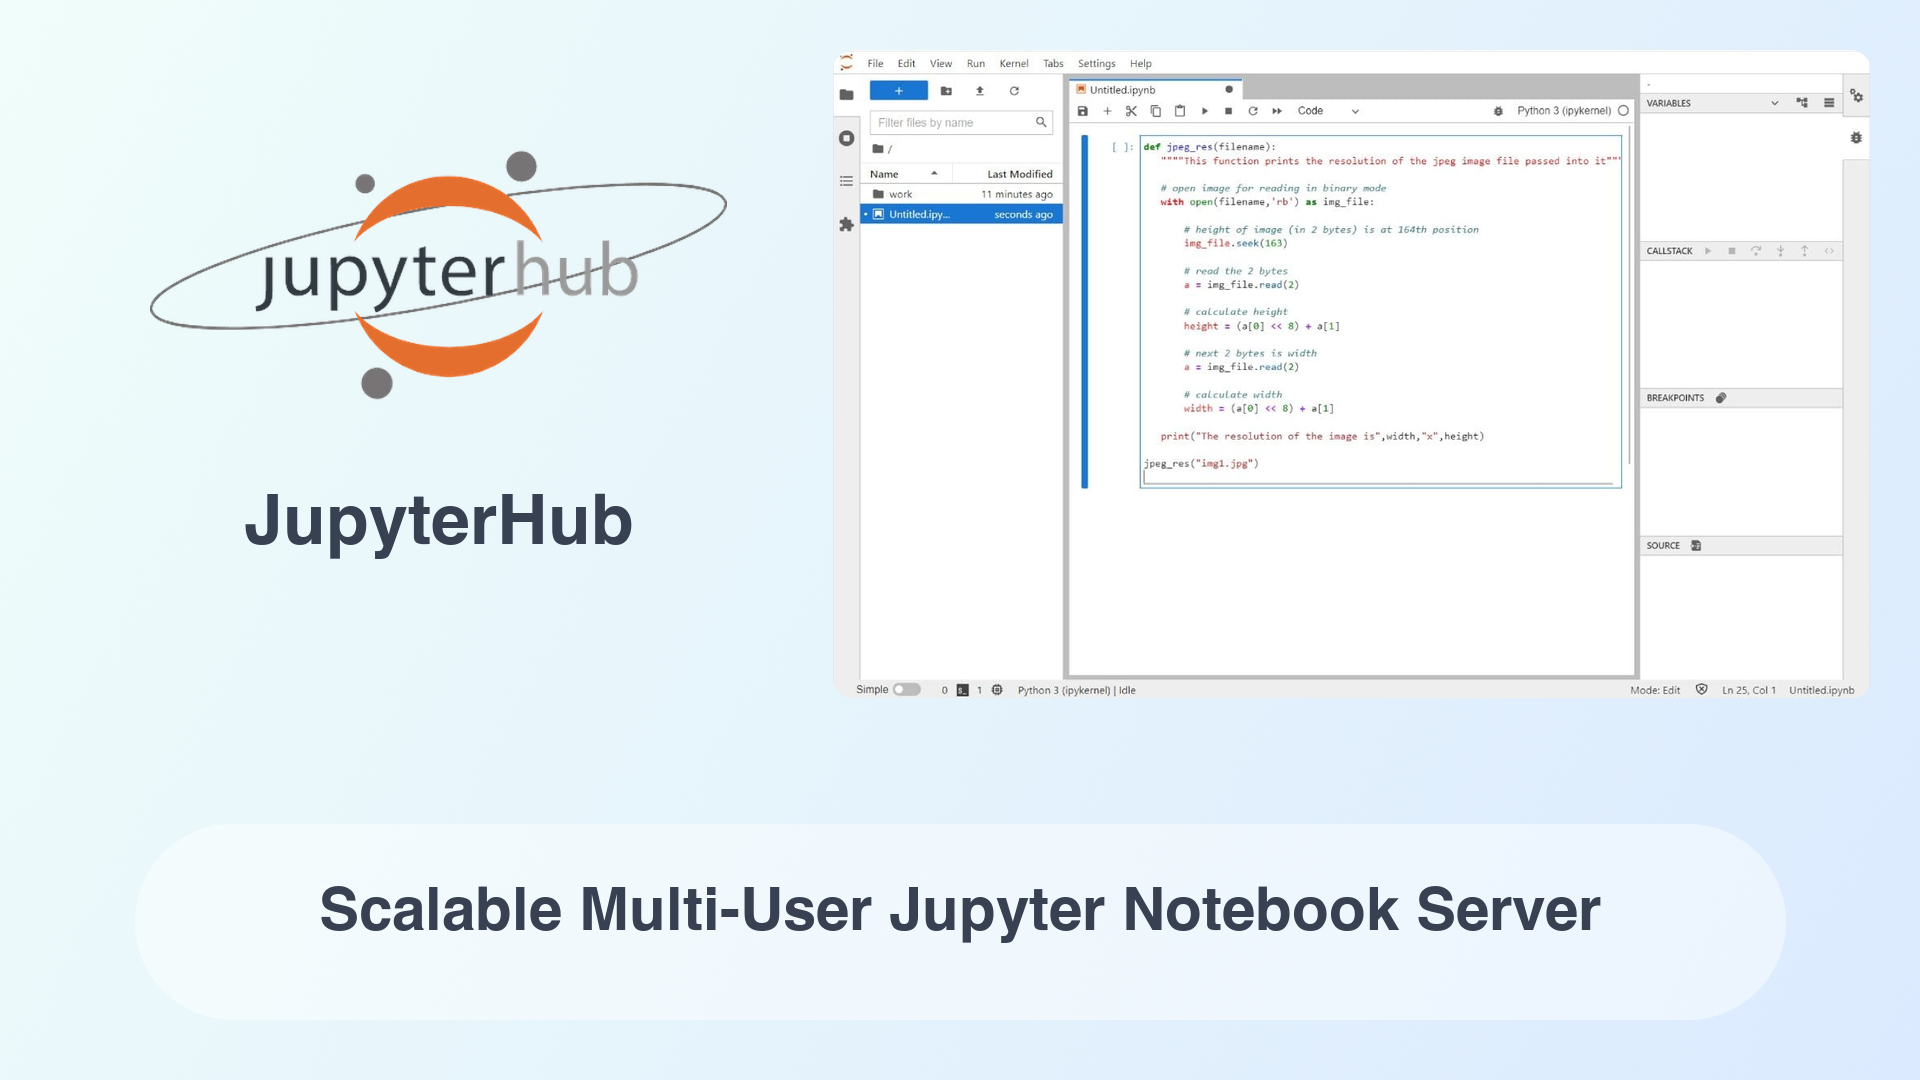 jupyterhub
JupyterHub
File Edit View Run Kernel Tabs Settings Help
+
Filter files by name
/
Name Last Modified
work 11 minutes ago
Untitled.ipy... seconds ago
Untitled.ipynb
Code Python 3 (ipykernel)
[ ]: def jpeg_res(filename):
""""This function prints the resolution of the jpeg image file passed into it"""
# open image for reading in binary mode
with open(filename,'rb') as img_file:
# height of image (in 2 bytes) is at 164th position
img_file.seek(163)
# read the 2 bytes
a = img_file.read(2)
# calculate height
height = (a[0] << 8) + a[1]
# next 2 bytes is width
a = img_file.read(2)
# calculate width
width = (a[0] << 8) + a[1]
print("The resolution of the image is",width,"x",height)
jpeg_res("img1.jpg")
VARIABLES
CALLSTACK
BREAKPOINTS
SOURCE
Simple 0 1 Python 3 (ipykernel) | Idle Mode: Edit Ln 25, Col 1 Untitled.ipynb
Scalable Multi-User Jupyter Notebook Server